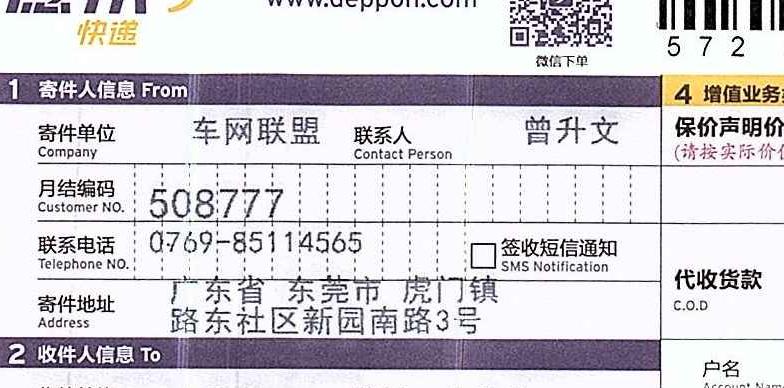 快递
www.deppon.com
微信下单
572
1 寄件人信息 From
4 增值业务
寄件单位 车网联盟 联系人 曾升文
Company Contact Person
保价声明价
(请按实际价
月结编码 508777
Customer NO.
联系电话 0769-85114565 签收短信通知
Telephone NO. SMS Notification
代收货款
C.O.D
寄件地址 广东省 东莞市 虎门镇
Address 路东社区新园南路3号
2 收件人信息 To
户名
Account Name